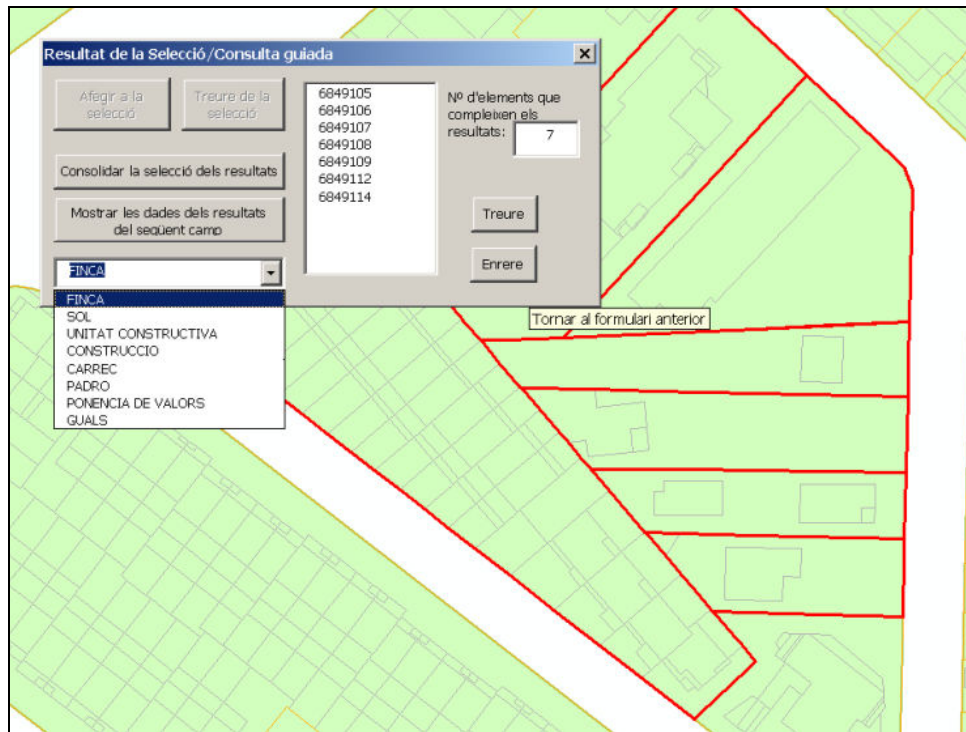 Resultat de la Selecció/Consulta guiada
Afegir a la
selecció
Treure de la
selecció
Consolidar la selecció dels resultats
Mostrar les dades dels resultats
del següent camp
FINCA
FINCA
SOL
UNITAT CONSTRUCTIVA
CONSTRUCCIO
CARREC
PADRO
PONENCIA DE VALORS
GUALS
6849105
6849106
6849107
6849108
6849109
6849112
6849114
Nº d'elements que
compleixen els
resultats:
7
Treure
Enrere
Tornar al formulari anterior